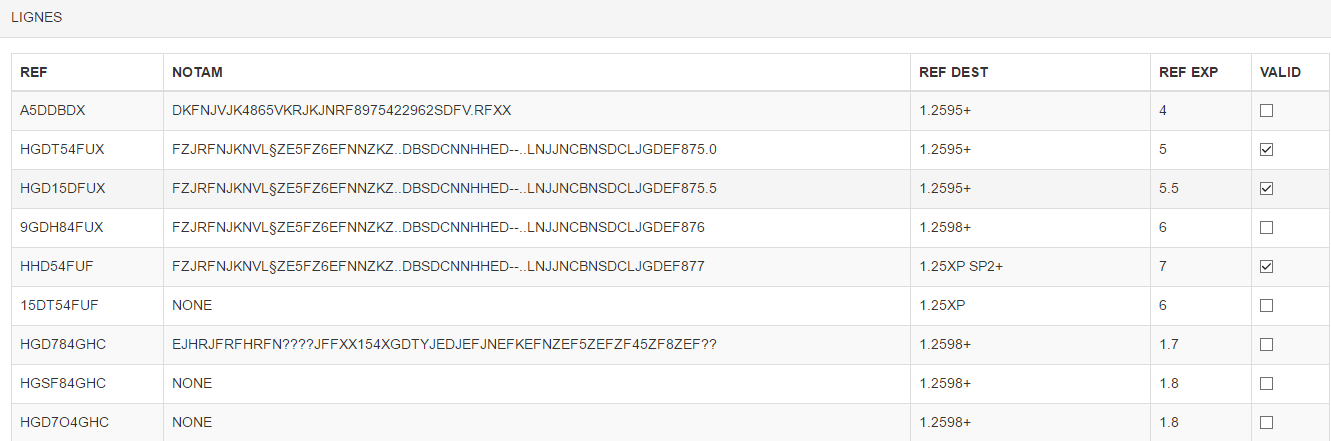 LIGNES
REF NOTAM REF DEST REF EXP VALID
A5DDBDX DKFNJVJK4865VKRJKJNRF8975422962SDFV.RFXX 1.2595+ 4
HGDT54FUX FZJRFNJKNVL§ZE5FZ6EFNNZKZ..DBSDCNNHHED--..LNJJNCBNSDCLJGDEF875.0 1.2595+ 5
HGD15DFUX FZJRFNJKNVL§ZE5FZ6EFNNZKZ..DBSDCNNHHED--..LNJJNCBNSDCLJGDEF875.5 1.2595+ 5.5
9GDH84FUX FZJRFNJKNVL§ZE5FZ6EFNNZKZ..DBSDCNNHHED--..LNJJNCBNSDCLJGDEF876 1.2598+ 6
HHD54FUF FZJRFNJKNVL§ZE5FZ6EFNNZKZ..DBSDCNNHHED--..LNJJNCBNSDCLJGDEF877 1.25XP SP2+ 7
15DT54FUF NONE 1.25XP 6
HGD784GHC EJHRJFRFHRFN????JFFXX154XGDTYJEDJEFJNEFKEFNZEF5ZEFZF45ZF8ZEF?? 1.2598+ 1.7
HGSF84GHC NONE 1.2598+ 1.8
HGD7O4GHC NONE 1.2598+ 1.8